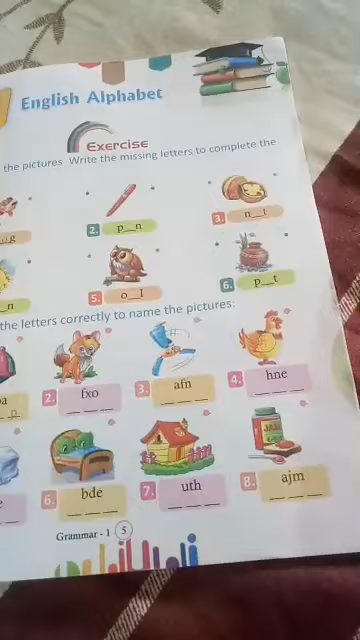 English Alphabet
Exercise
the pictures. Write the missing letters to complete the
g
2. p_n
3. n_t
n
5. o_l
6. p_t
the letters correctly to name the pictures:
a
n
2. fxo
3. afn
4. hne
e
6. bde
7. uth
8. ajm
JAM
Grammar - 1 5